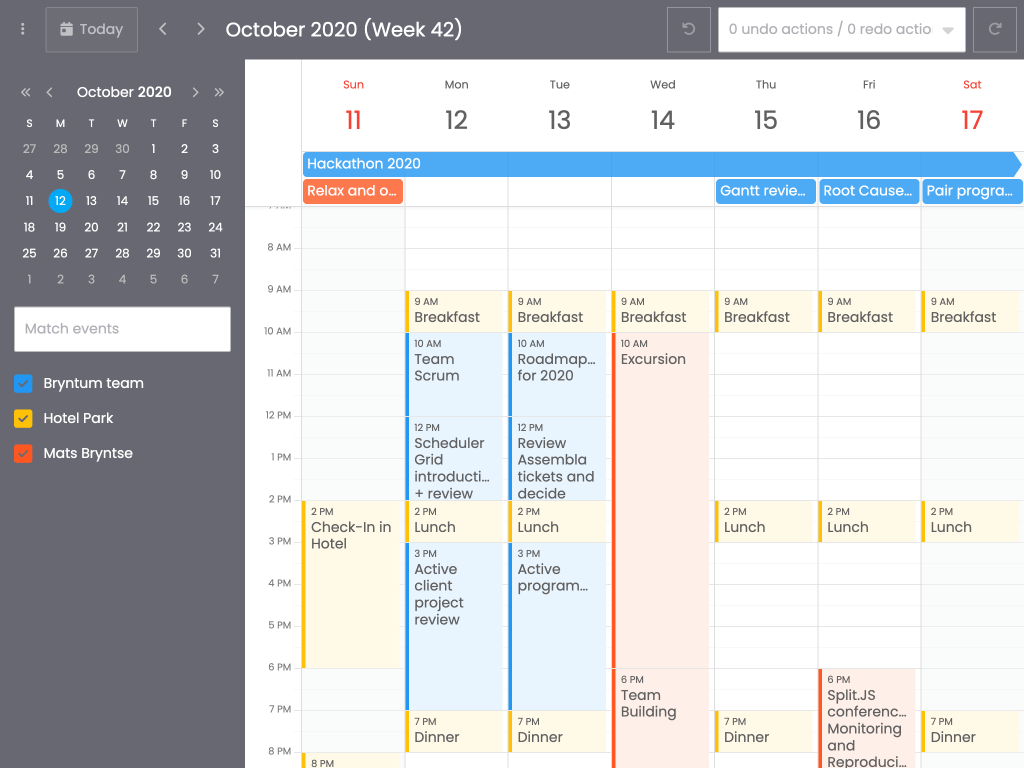 Today
October 2020 (Week 42)
0 undo actions / 0 redo actio
October 2020
S M T W T F S
27 28 29 30 1 2 3
4 5 6 7 8 9 10
11 12 13 14 15 16 17
18 19 20 21 22 23 24
25 26 27 28 29 30 31
1 2 3 4 5 6 7
Match events
Bryntum team
Hotel Park
Mats Bryntse
Sun Mon Tue Wed Thu Fri Sat
11 12 13 14 15 16 17
Hackathon 2020
Relax and o...
Gantt revie...
Root Cause...
Pair progra...
8 AM
9 AM
10 AM
11 AM
12 PM
1 PM
2 PM
3 PM
4 PM
5 PM
6 PM
7 PM
8 PM
2 PM
Check-In in
Hotel
8 PM
9 AM
Breakfast
10 AM
Team
Scrum
12 PM
Scheduler
Grid
introducti...
+ review
2 PM
Lunch
3 PM
Active
client
project
review
7 PM
Dinner
9 AM
Breakfast
10 AM
Roadmap...
for 2020
12 PM
Review
Assembla
tickets and
decide
2 PM
Lunch
3 PM
Active
program...
7 PM
Dinner
9 AM
Breakfast
10 AM
Excursion
6 PM
Team
Building
9 AM
Breakfast
2 PM
Lunch
7 PM
Dinner
9 AM
Breakfast
2 PM
Lunch
6 PM
Split.JS
conferenc...
Monitoring
and
Reproduci...
9 AM
Breakfast
2 PM
Lunch
7 PM
Dinner